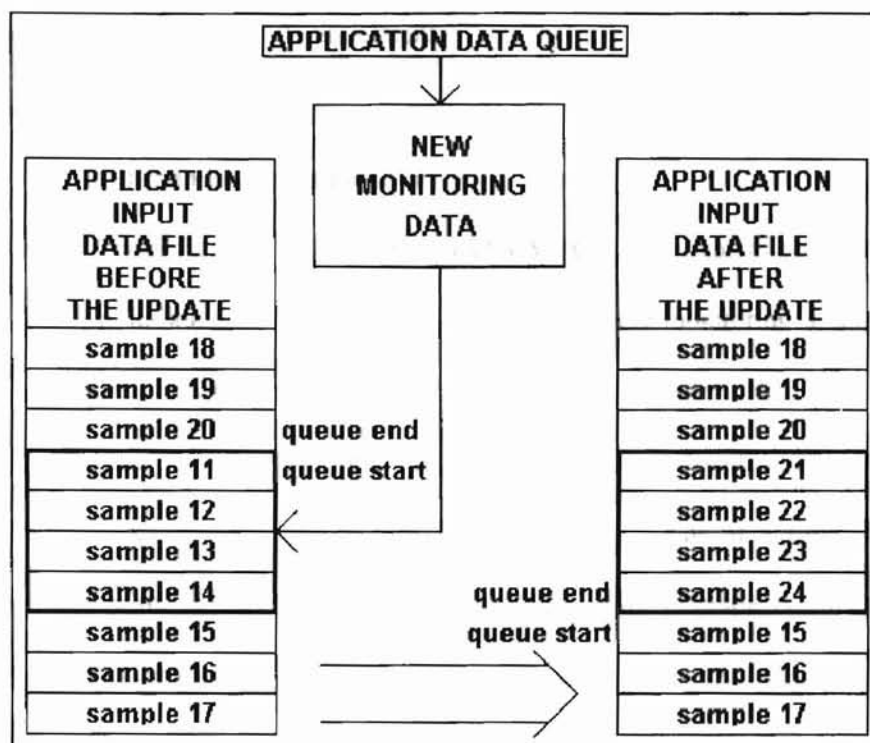 APPLICATION DATA QUEUE
NEW
MONITORING
DATA
APPLICATION
INPUT
DATA FILE
BEFORE
THE UPDATE
sample 18
sample 19
sample 20
sample 11
sample 12
sample 13
sample 14
sample 15
sample 16
sample 17
queue end
queue start
queue end
queue start
APPLICATION
INPUT
DATA FILE
AFTER
THE UPDATE
sample 18
sample 19
sample 20
sample 21
sample 22
sample 23
sample 24
sample 15
sample 16
sample 17